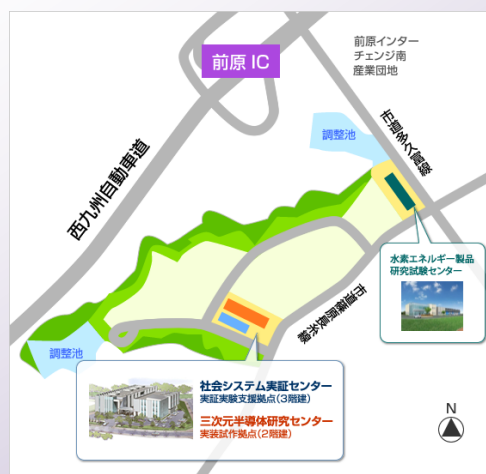 前原 IC
前原インター
チェンジ南
産業団地
調整池
市道多久冨線
西九州自動車道
水素エネルギー製品
研究試験センター
市道篠原長谷線
調整池
社会システム実証センター
実証実験支援拠点(3階建)
三次元半導体研究センター
実装試作拠点(2階建)
N